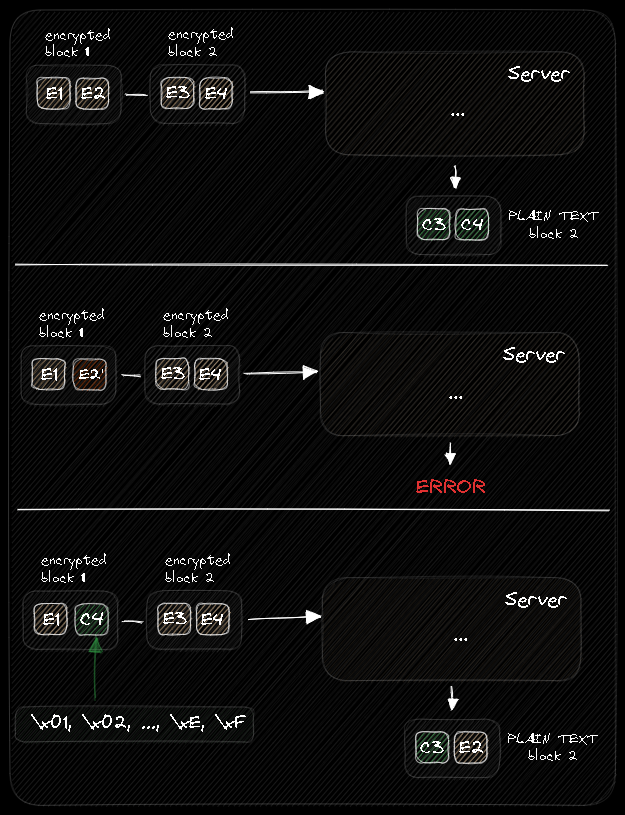 encrypted
block 1
encrypted
block 2
E1 E2
E3 E4
Server
...
C3 C4
PLAIN TEXT
block 2
encrypted
block 1
encrypted
block 2
E1 E2'
E3 E4
Server
...
ERROR
encrypted
block 1
encrypted
block 2
E1 C4
E3 E4
Server
...
\x01, \x02, ..., \xE, \xF
C3 E2
PLAIN TEXT
block 2